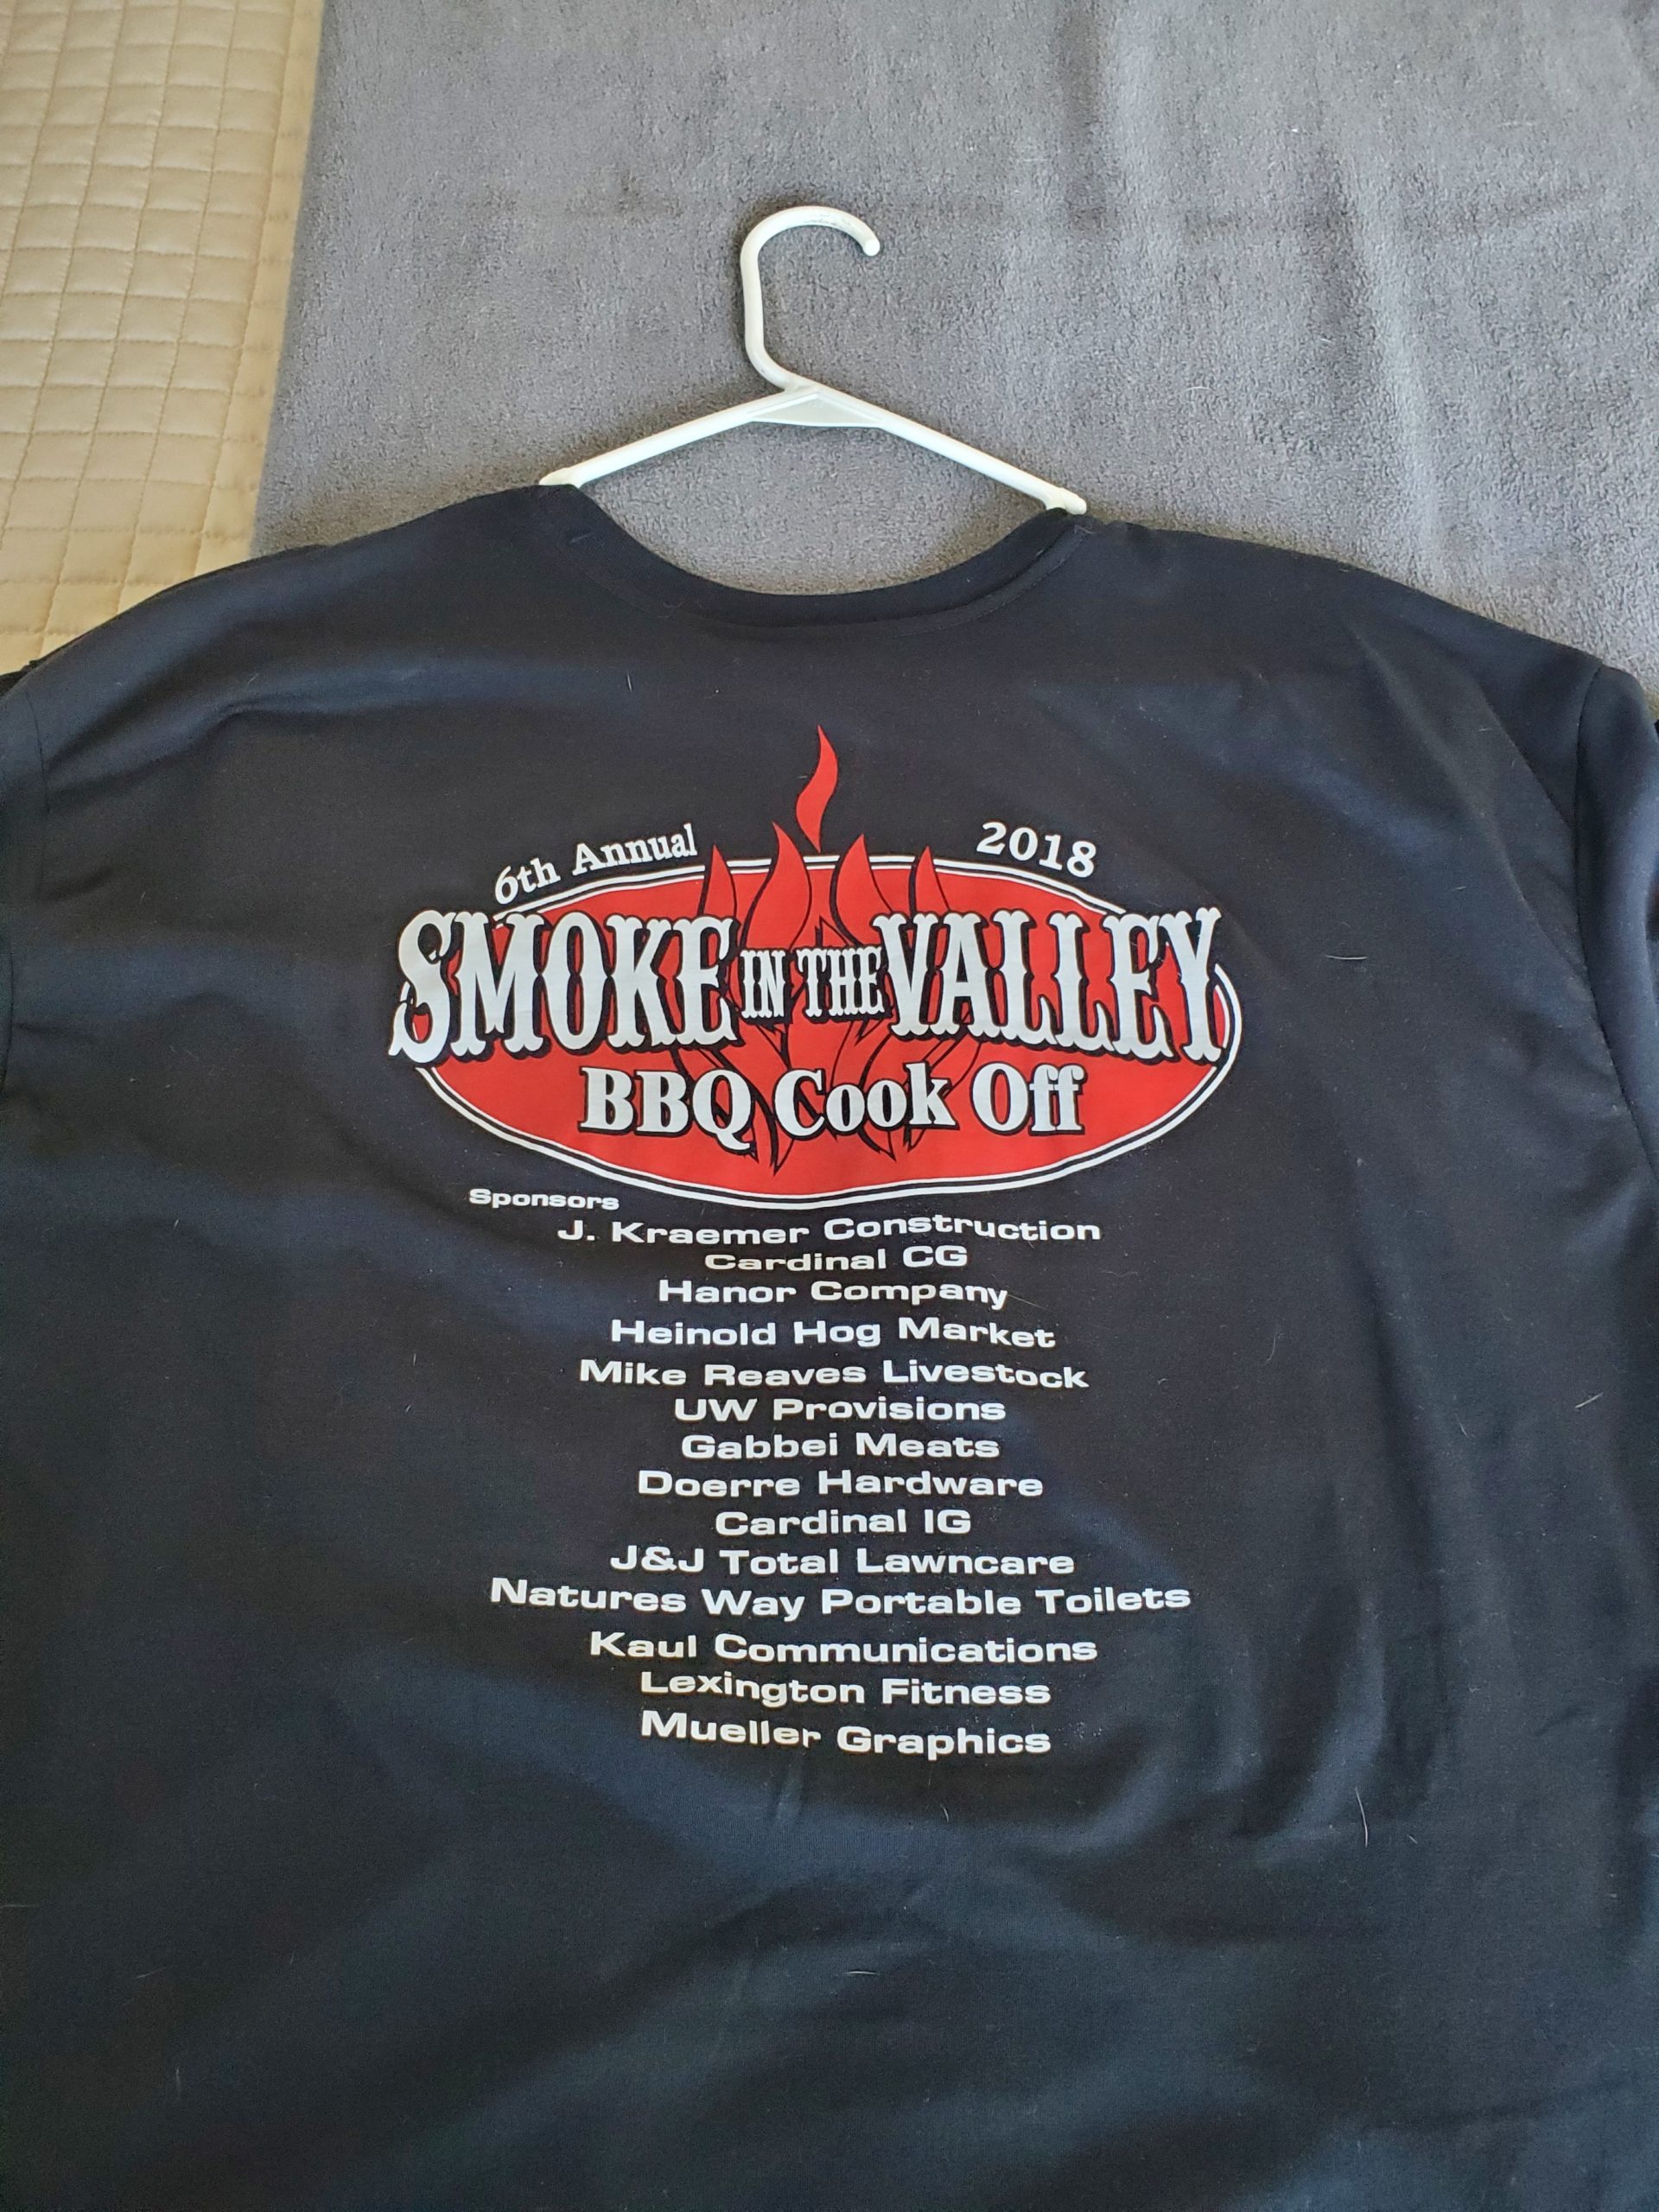 6th Annual 2018
SMOKE IN THE VALLEY
BBQ Cook Off
Sponsors
J. Kraemer Construction
Cardinal CG
Hanor Company
Heinold Hog Market
Mike Reaves Livestock
UW Provisions
Gabbei Meats
Doerre Hardware
Cardinal IG
J&J Total Lawncare
Natures Way Portable Toilets
Kaul Communications
Lexington Fitness
Mueller Graphics